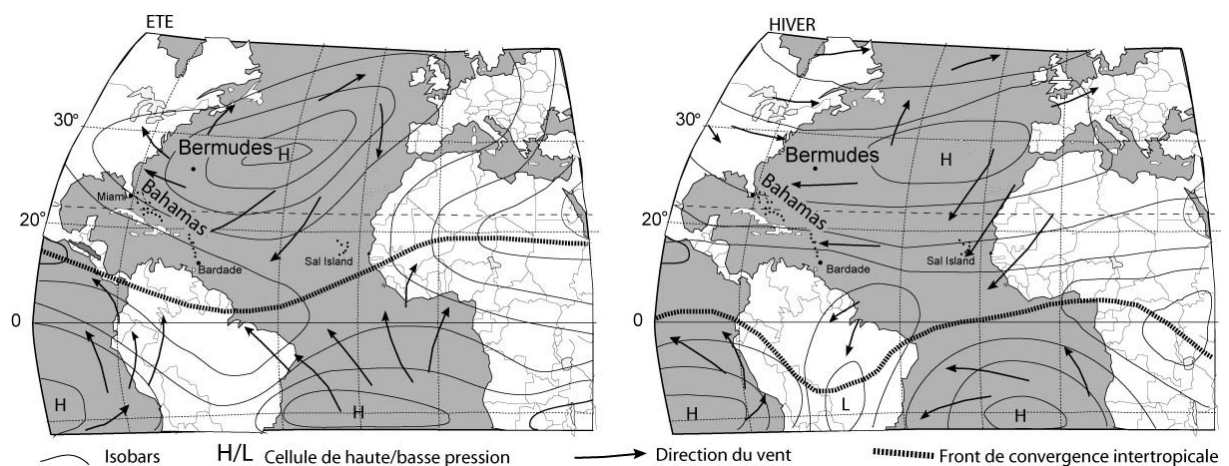 ETE
30°
20°
0
Bermudes
Miami
Bahamas
Bardade
Sal Island
H
H
H
HIVER
30°
20°
0
Bermudes
Bahamas
Bardade
Sal Island
H
H
L
H
Isobars
H/L Cellule de haute/basse pression
Direction du vent
Front de convergence intertropicale